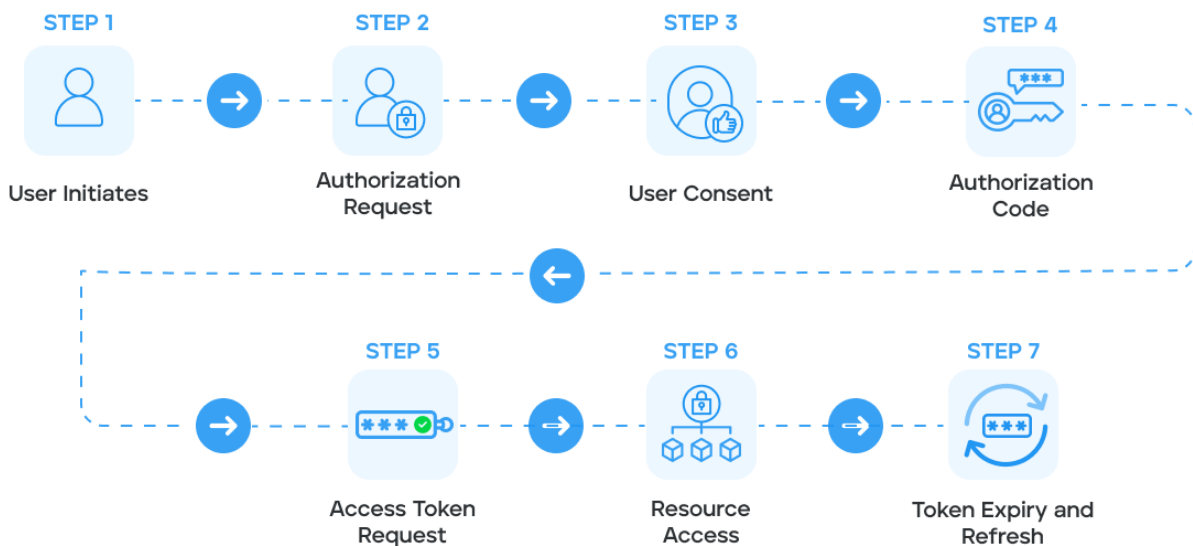 STEP 1
STEP 2
STEP 3
STEP 4
***
User Initiates
Authorization
Request
User Consent
Authorization
Code
STEP 5
STEP 6
STEP 7
***
***
Access Token
Request
Resource
Access
Token Expiry and
Refresh